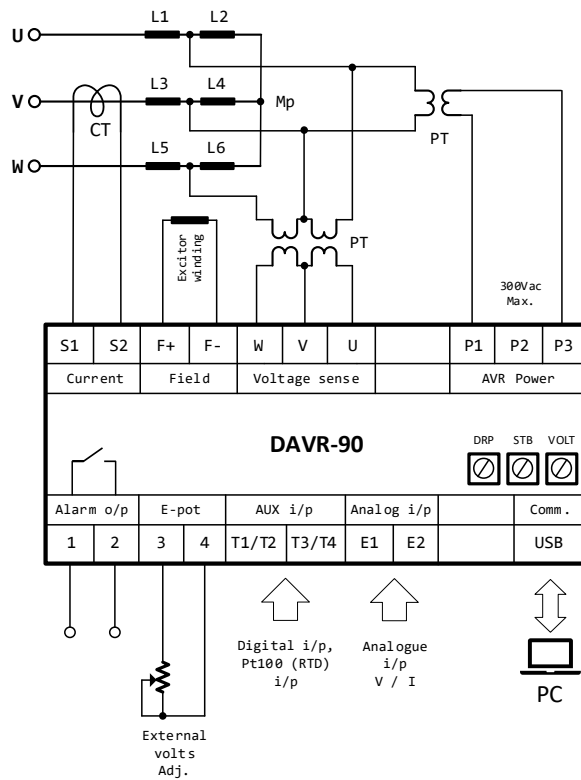 L1 L2
U
L3 L4
V
Mp
CT
PT
L5 L6
W
PT
Excitor
winding
300Vac
Max.
S1 S2 F+ F- W V U P1 P2 P3
Current Field Voltage sense AVR Power
DAVR-90
DRP STB VOLT
Alarm o/p E-pot AUX i/p Analog i/p Comm.
1 2 3 4 T1/T2 T3/T4 E1 E2 USB
Digital i/p,
Pt100 (RTD)
i/p
Analogue
i/p
V / I
PC
External
volts
Adj.